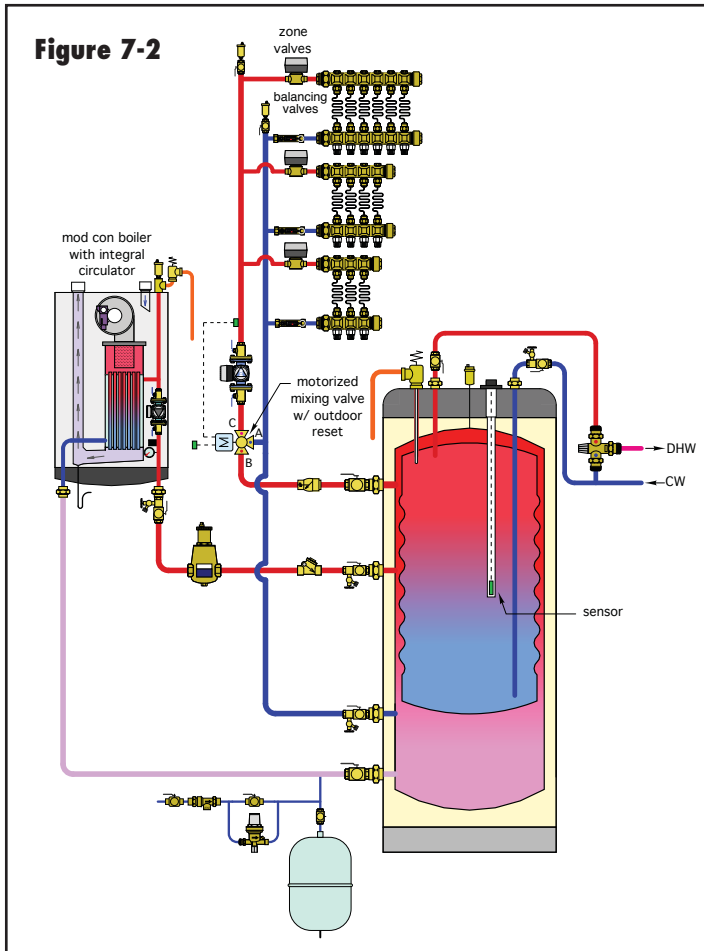 Figure 7-2
zone
valves
balancing
valves
mod con boiler
with integral
circulator
motorized
mixing valve
w/ outdoor
reset
C
A
M
B
DHW
CW
sensor